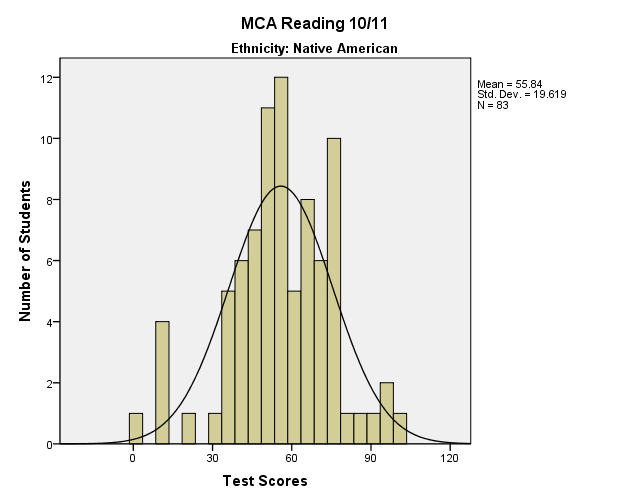 MCA Reading 10/11
Ethnicity: Native American
Mean = 55.84
Std. Dev. = 19.619
N = 83
12
10
8
6
4
2
0
Number of Students
0 30 60 90 120
Test Scores